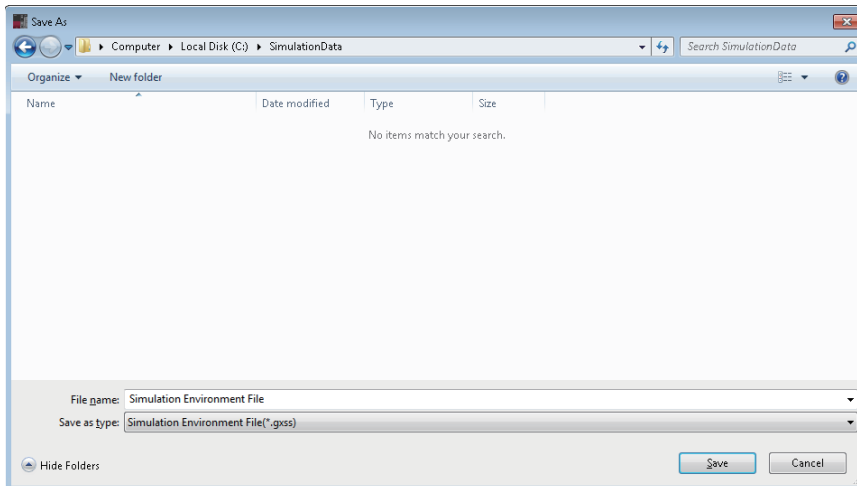 Save As
Computer Local Disk (C:) SimulationData Search SimulationData
Organize New folder
Name Date modified Type Size
No items match your search.
File name: Simulation Environment File
Save as type: Simulation Environment File(*.gxss)
Hide Folders Save Cancel